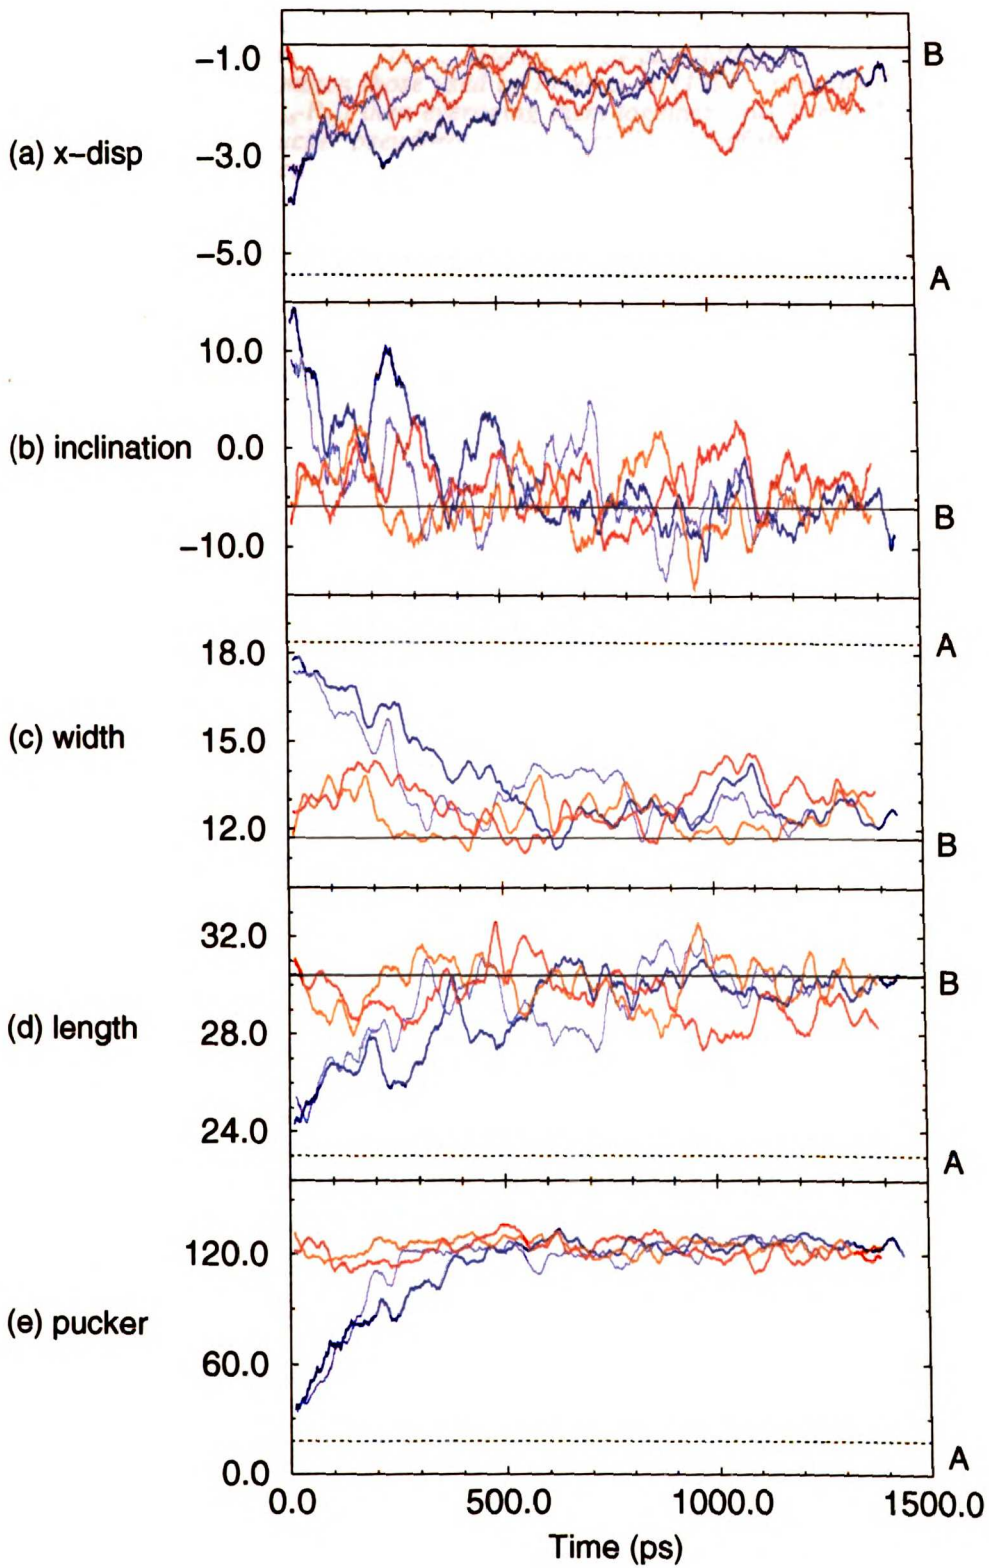 B
−1.0
(a) x−disp
−3.0
−5.0
A
10.0
(b) inclination
0.0
B
−10.0
A
18.0
(c) width
15.0
12.0
B
32.0
B
(d) length
28.0
24.0
A
120.0
(e) pucker
60.0
A
0.0
0.0 500.0 1000.0 1500.0
Time (ps)